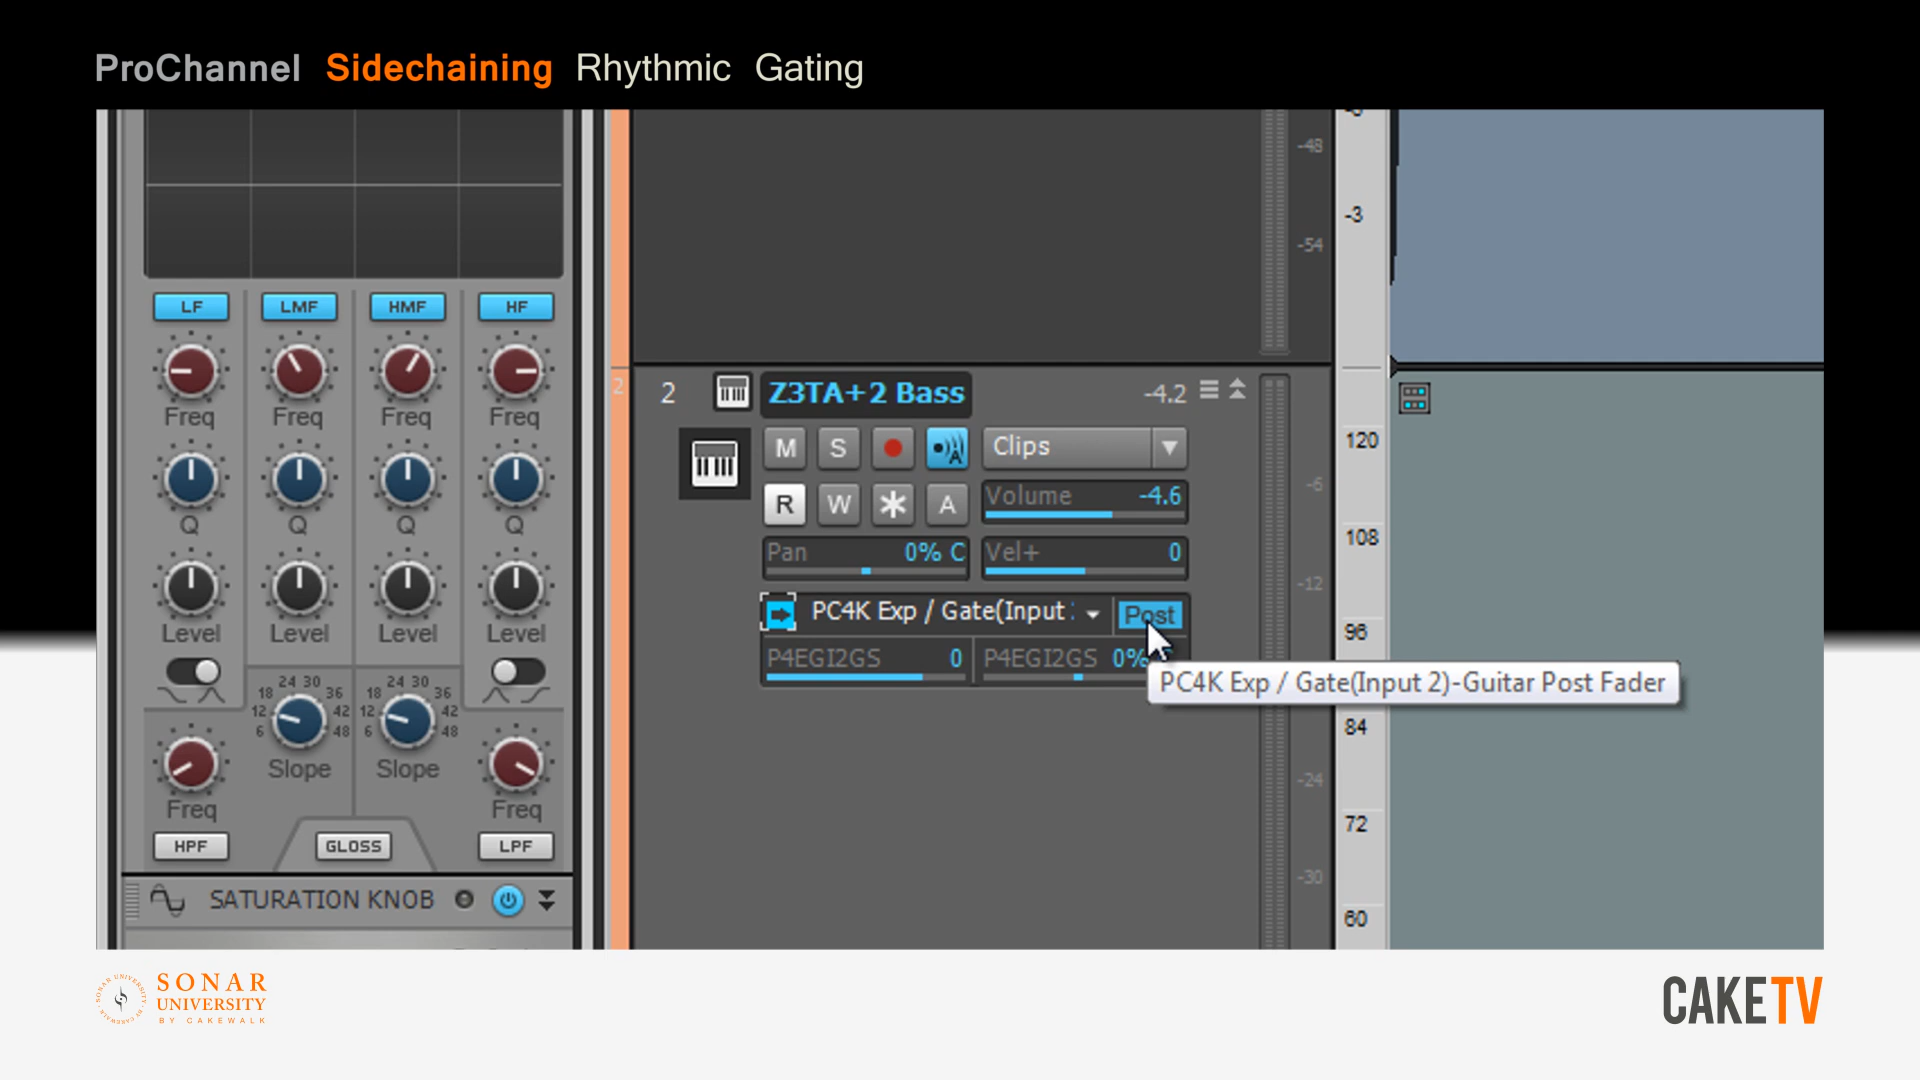 ProChannel Sidechaining Rhythmic Gating
LF LMF HMF HF
Freq Freq Freq Freq
Q Q Q Q
Level Level Level Level
24 30 24 30
18 36 18 36
12 42 12 42
6 48 6 48
Slope Slope
Freq Freq
HPF GLOSS LPF
SATURATION KNOB
2
2 Z3TA+2 Bass -4.2
M S A Clips
R W * A Volume -4.6
Pan 0% C Vel+ 0
PC4K Exp / Gate(Input Post
P4EGI2GS 0 P4EGI2GS 0%
PC4K Exp / Gate(Input 2)-Guitar Post Fader
-48
-54
-6
-12
-24
-30
-3
120
108
96
84
72
60
SONAR
UNIVERSITY
BY CAKEWALK
CAKETV